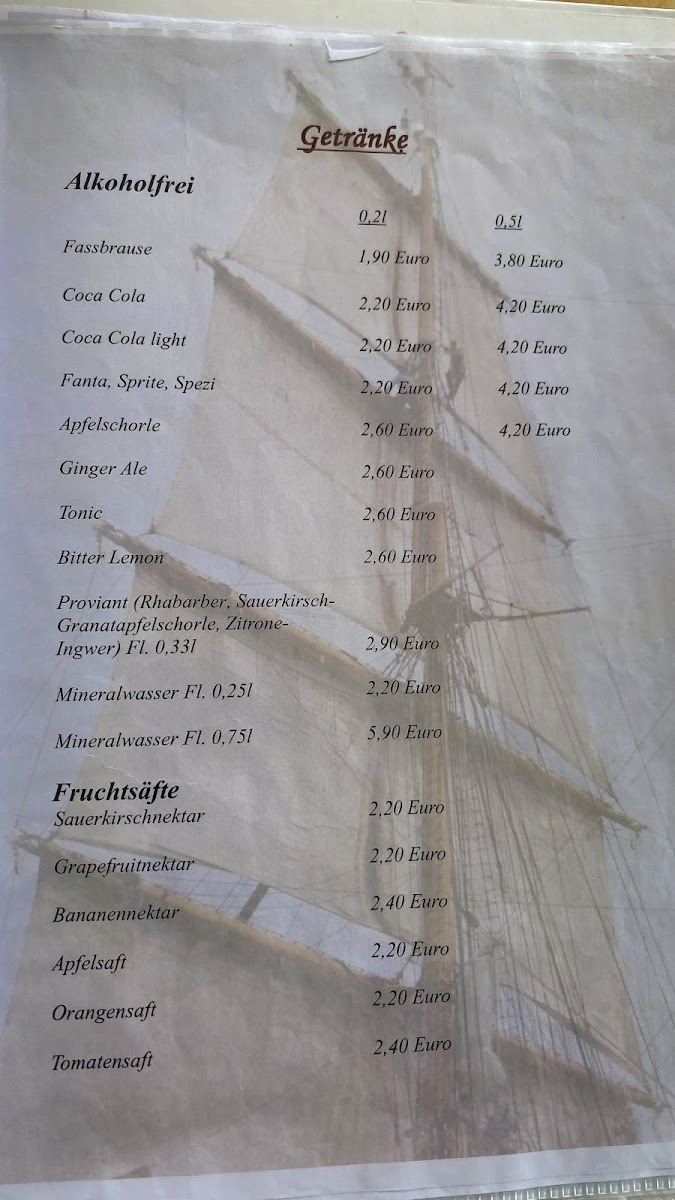 Getränke
Alkoholfrei
0,2l 0,5l
Fassbrause 1,90 Euro 3,80 Euro
Coca Cola 2,20 Euro 4,20 Euro
Coca Cola light 2,20 Euro 4,20 Euro
Fanta, Sprite, Spezi 2,20 Euro 4,20 Euro
Apfelschorle 2,60 Euro 4,20 Euro
Ginger Ale 2,60 Euro
Tonic 2,60 Euro
Bitter Lemon 2,60 Euro
Proviant (Rhabarber, Sauerkirsch-
Granatapfelschorle, Zitrone-
Ingwer) Fl. 0,33l 2,90 Euro
Mineralwasser Fl. 0,25l 2,20 Euro
Mineralwasser Fl. 0,75l 5,90 Euro
Fruchtsäfte
Sauerkirschnektar 2,20 Euro
Grapefruitnektar 2,20 Euro
Bananennektar 2,40 Euro
Apfelsaft 2,20 Euro
Orangensaft 2,20 Euro
Tomatensaft 2,40 Euro